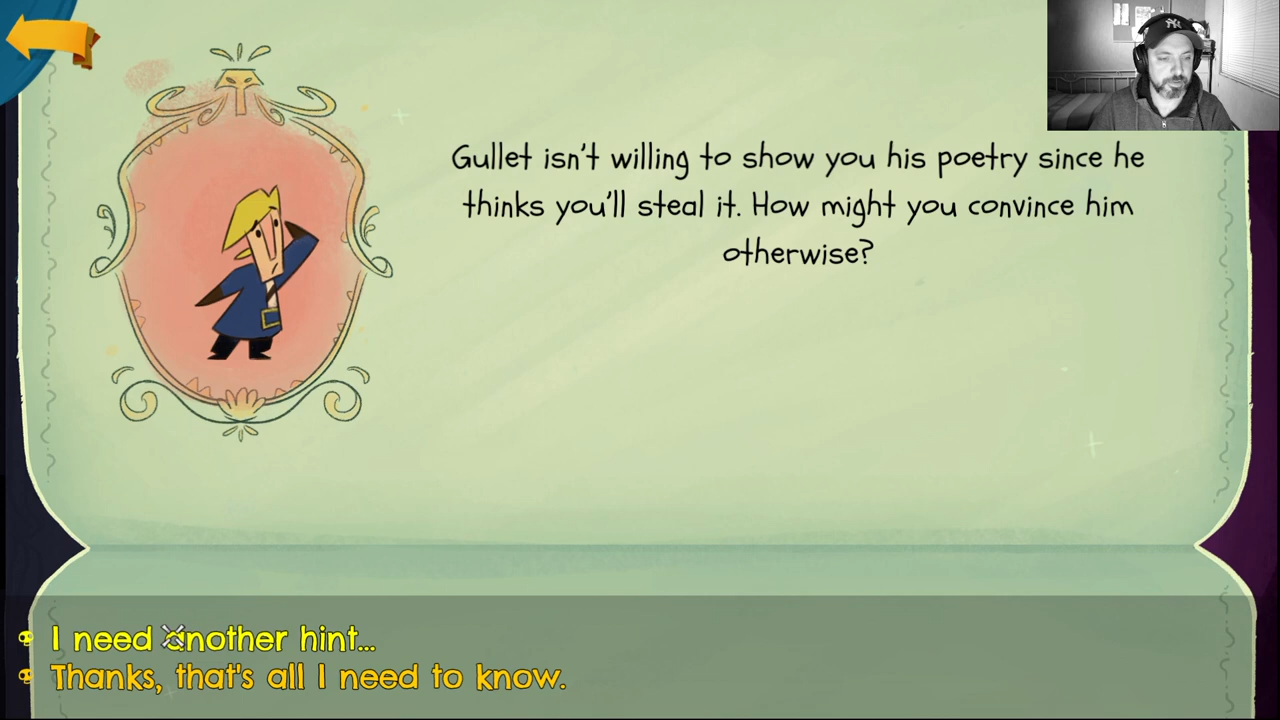 Gullet isn't willing to show you his poetry since he
thinks you'll steal it. How might you convince him
otherwise?
I need another hint...
Thanks, that's all I need to know.